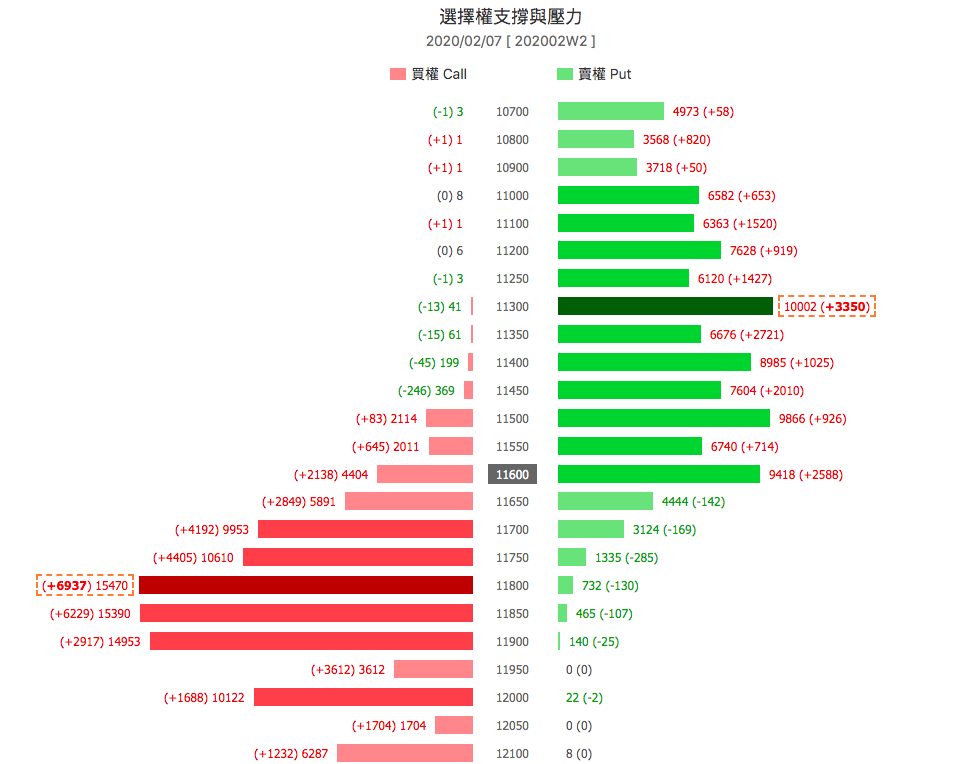 選擇權支撐與壓力
2020/02/07 [ 202002W2 ]
買權 Call 賣權 Put
(-1) 3 10700 4973 (+58)
(+1) 1 10800 3568 (+820)
(+1) 1 10900 3718 (+50)
(0) 8 11000 6582 (+653)
(+1) 1 11100 6363 (+1520)
(0) 6 11200 7628 (+919)
(-1) 3 11250 6120 (+1427)
(-13) 41 11300 10002 (+3350)
(-15) 61 11350 6676 (+2721)
(-45) 199 11400 8985 (+1025)
(-246) 369 11450 7604 (+2010)
(+83) 2114 11500 9866 (+926)
(+645) 2011 11550 6740 (+714)
(+2138) 4404 11600 9418 (+2588)
(+2849) 5891 11650 4444 (-142)
(+4192) 9953 11700 3124 (-169)
(+4405) 10610 11750 1335 (-285)
(+6937) 15470 11800 732 (-130)
(+6229) 15390 11850 465 (-107)
(+2917) 14953 11900 140 (-25)
(+3612) 3612 11950 0 (0)
(+1688) 10122 12000 22 (-2)
(+1704) 1704 12050 0 (0)
(+1232) 6287 12100 8 (0)